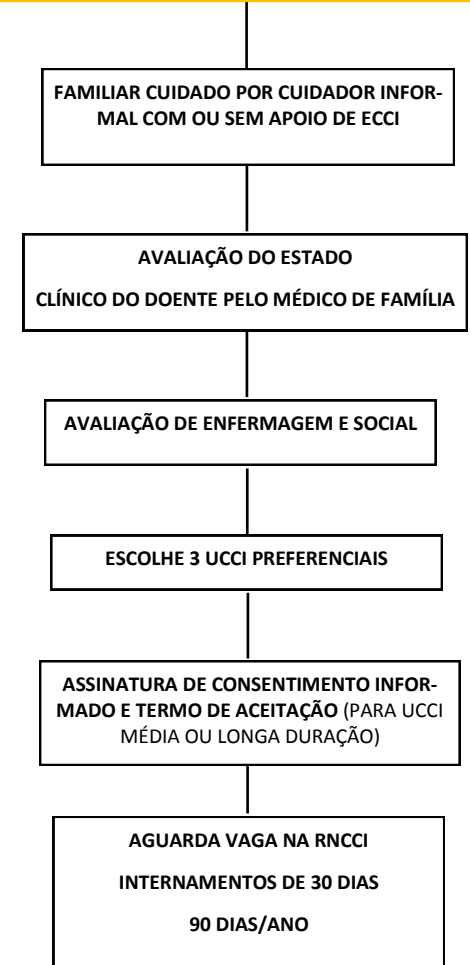 FAMILIAR CUIDADO POR CUIDADOR INFOR-
MAL COM OU SEM APOIO DE ECCI
AVALIAÇÃO DO ESTADO
CLÍNICO DO DOENTE PELO MÉDICO DE FAMÍLIA
AVALIAÇÃO DE ENFERMAGEM E SOCIAL
ESCOLHE 3 UCCI PREFERENCIAIS
ASSINATURA DE CONSENTIMENTO INFOR-
MADO E TERMO DE ACEITAÇÃO (PARA UCCI
MÉDIA OU LONGA DURAÇÃO)
AGUARDA VAGA NA RNCCI
INTERNAMENTOS DE 30 DIAS
90 DIAS/ANO